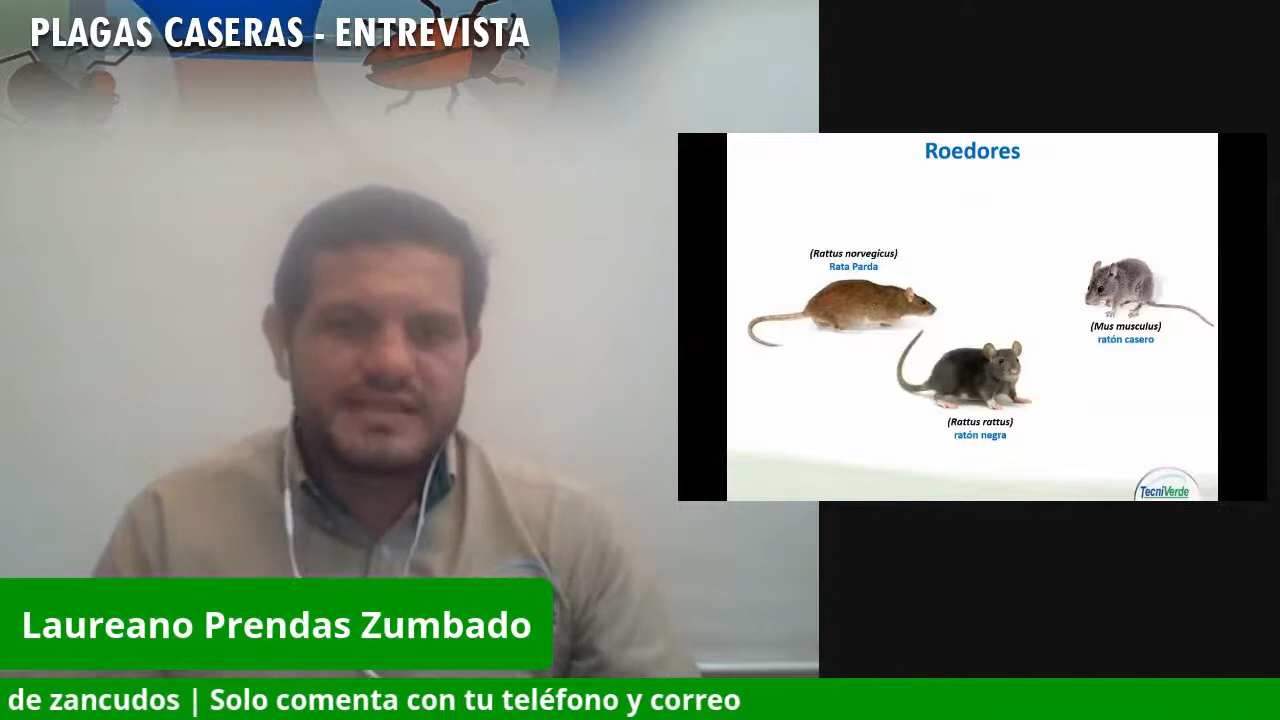 PLAGAS CASERAS - ENTREVISTA
Roedores
(Rattus norvegicus)
Rata Parda
(Mus musculus)
ratón casero
(Rattus rattus)
ratón negra
TecniVerde
Laureano Prendas Zumbado
de zancudos | Solo comenta con tu teléfono y correo